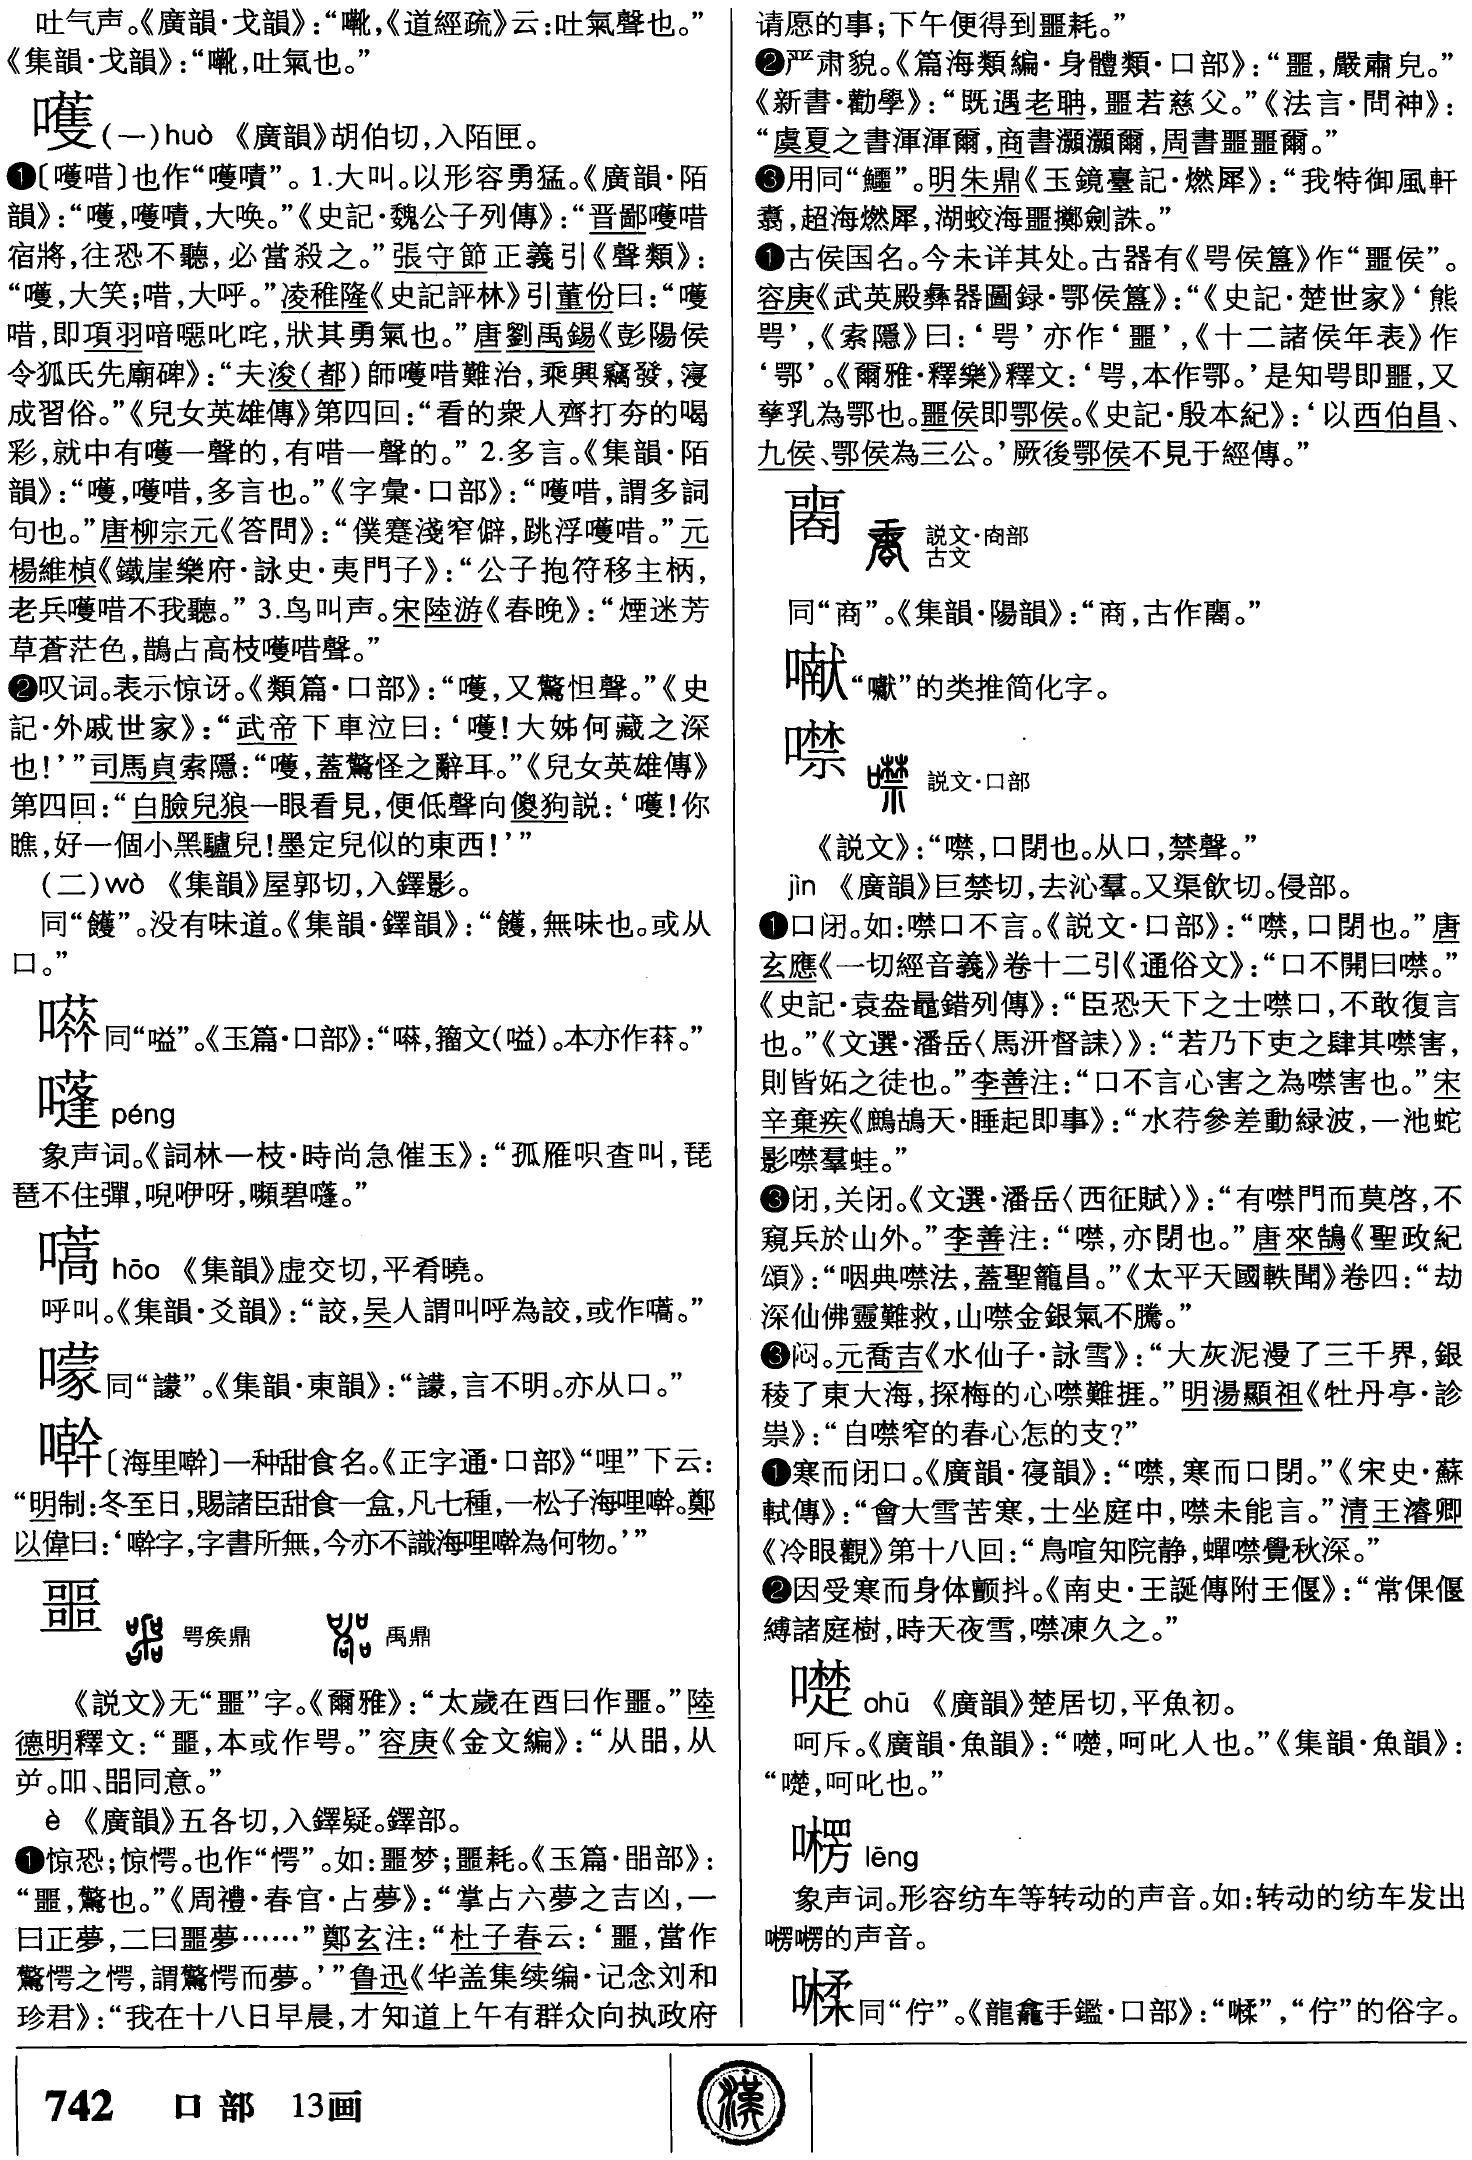 吐气声。《廣韻·戈韻》：“嚈,《道經疏》云：吐氣聲也。”
《集韻·戈韻》：“，吐氣也。”
嚄(一)huò 《廣韻》胡伯切，入陌匣。
❶〔嚄唶〕也作“嚄嘖”。1.大叫。以形容勇猛。《廣韻·陌
韻》：“嚄，嚄嘖，大唤。”《史記·魏公子列傳》：“晋鄙嚄唶
宿將，往恐不聽，必當殺之。”張守節正義引《聲類》：
“嚄，大笑；唶，大呼。”凌稚隆《史記評林》引董份曰：“嚄
唶，即項羽喑噁叱咤，狀其勇氣也。”唐劉禹錫《彭陽侯
令狐氏先廟碑》：“夫浚(都)師嚄唶難治，乘興竊發，寖
成習俗。”《兒女英雄傳》第四回：“看的衆人齊打夯的喝
彩，就中有嚄一聲的，有唶一聲的。” 2.多言。《集韻·陌
韻》：“嚄，嚄唶，多言也。”《字彙·口部》：“嚄唶，謂多詞
句也。”唐柳宗元《答問》：“僕蹇淺窄僻，跳浮嚄唶。”元
楊維楨《鐵崖樂府·詠史·夷門子》：“公子抱符移主柄，
老兵嚄唶不我聽。” 3.鸟叫声。宋陸游《春晚》：“煙迷芳
草蒼茫色，鵲占高枝嚄唶聲。”
❷叹词。表示惊讶。《類篇·口部》：“嚄，又驚怛聲。”《史
記·外戚世家》：“武帝下車泣曰：‘嚄！大姊何藏之深
也！’”司馬貞索隱：“嚄，蓋驚怪之辭耳。”《兒女英雄傳》
第四回：“白臉兒狼一眼看見，便低聲向傻狗説：‘嚄！你
瞧，好一個小黑驢兒！墨定兒似的東西！’”
(二)wò 《集韻》屋郭切，入鐸影。
同“䪝”。没有味道。《集韻·鐸韻》：“，無味也。或从
口。”
同“嗌”。《玉篇·口部》：“，籀文(嗌)。本亦作。”
péng
象声词。《詞林一枝·時尚急催玉》：“孤雁呎查叫，琵
琶不住彈，唲咿呀，嚬碧。”
嚆 hāo 《集韻》虚交切，平肴曉。
呼叫。《集韻·爻韻》：“詨，吴人謂叫呼為詨，或作嚆。”
同“”。《集韻·東韻》：“，言不明。亦从口。”
〔海里〕一种甜食名。《正字通·口部》“哩”下云：
“明制：冬至日，賜諸臣甜食一盒，凡七種，一松子海哩。鄭
以偉曰：‘字，字書所無，今亦不識海哩為何物。’”
噩 咢矦鼎 禹鼎
《説文》无“噩”字。《爾雅》：“太歲在酉曰作噩。”陸
德明釋文：“噩，本或作咢。”容庚《金文編》：“从㗊，从
屰。吅、㗊同意。”
è 《廣韻》五各切，入鐸疑。鐸部。
❶惊恐；惊愕。也作“愕”。如：噩梦；噩耗。《玉篇·㗊部》：
“噩，驚也。”《周禮·春官·占夢》：“掌占六夢之吉凶，一
曰正夢，二曰噩夢……”鄭玄注：“杜子春云：‘噩，當作
驚愕之愕，謂驚愕而夢。’”鲁迅《华盖集续编·记念刘和
珍君》：“我在十八日早晨，才知道上午有群众向执政府
请愿的事；下午便得到噩耗。”
❷严肃貌。《篇海類編·身體類·口部》：“噩，嚴肅皃。”
《新書·勸學》：“既遇老聃，噩若慈父。”《法言·問神》：
“虞夏之書渾渾爾，商書灝灝爾，周書噩噩爾。”
❸用同“鱷”。明朱鼎《玉鏡臺記·燃犀》：“我特御風軒
翥，超海燃犀，湖蛟海噩擲劍誅。”
❶古侯国名。今未详其处。古器有《咢侯簋》作“噩侯”。
容庚《武英殿彝器圖録·鄂侯簋》：“《史記·楚世家》‘熊
咢’，《索隱》曰：‘咢’亦作‘噩’，《十二諸侯年表》作
‘鄂’。《爾雅·釋樂》釋文：‘咢，本作鄂。’是知咢即噩，又
孳乳為鄂也。噩侯即鄂侯。《史記·殷本紀》：‘以西伯昌、
九侯、鄂侯為三公。’厥後鄂侯不見于經傳。”
説文·㕯部
古文
同“商”。《集韻·陽韻》：“商，古作。”
“”的类推简化字。
噤 説文·口部
《説文》：“噤，口閉也。从口，禁聲。”
jìn 《廣韻》巨禁切，去沁羣。又渠飲切。侵部。
❶口闭。如：噤口不言。《説文·口部》：“噤，口閉也。”唐
玄應《一切經音義》卷十二引《通俗文》：“口不開曰噤。”
《史記·袁盎鼂錯列傳》：“臣恐天下之士噤口，不敢復言
也。”《文選·潘岳〈馬汧督誄〉》：“若乃下吏之肆其噤害，
則皆妬之徒也。”李善注：“口不言心害之為噤害也。”宋
辛棄疾《鷓鴣天·睡起即事》：“水荇參差動緑波，一池蛇
影噤羣蛙。”
❸闭，关闭。《文選·潘岳〈西征賦〉》：“有噤門而莫啓，不
窺兵於山外。”李善注：“噤，亦閉也。”唐來鵠《聖政紀
頌》：“咽典噤法，蓋聖籠昌。”《太平天國軼聞》卷四：“劫
深仙佛靈難救，山噤金銀氣不騰。”
❸闷。元喬吉《水仙子·詠雪》：“大灰泥漫了三千界，銀
稜了東大海，探梅的心噤難捱。”明湯顯祖《牡丹亭·診
祟》：“自噤窄的春心怎的支？”
❶寒而闭口。《廣韻·寑韻》：“噤，寒而口閉。”《宋史·蘇
軾傳》：“會大雪苦寒，士坐庭中，噤未能言。”清王濬卿
《冷眼觀》第十八回：“鳥喧知院静，蟬噤覺秋深。”
❷因受寒而身体颤抖。《南史·王誕傳附王偃》：“常倮偃
縛諸庭樹，時天夜雪，噤凍久之。”
ohū 《廣韻》楚居切，平魚初。
呵斥。《廣韻·魚韻》：“，呵叱人也。”《集韻·魚韻》：
“，呵叱也。”
lēng
象声词。形容纺车等转动的声音。如：转动的纺车发出
的声音。
同“佇”。《龍龕手鑑·口部》：“”，“佇”的俗字。
742 口部 13画
漢